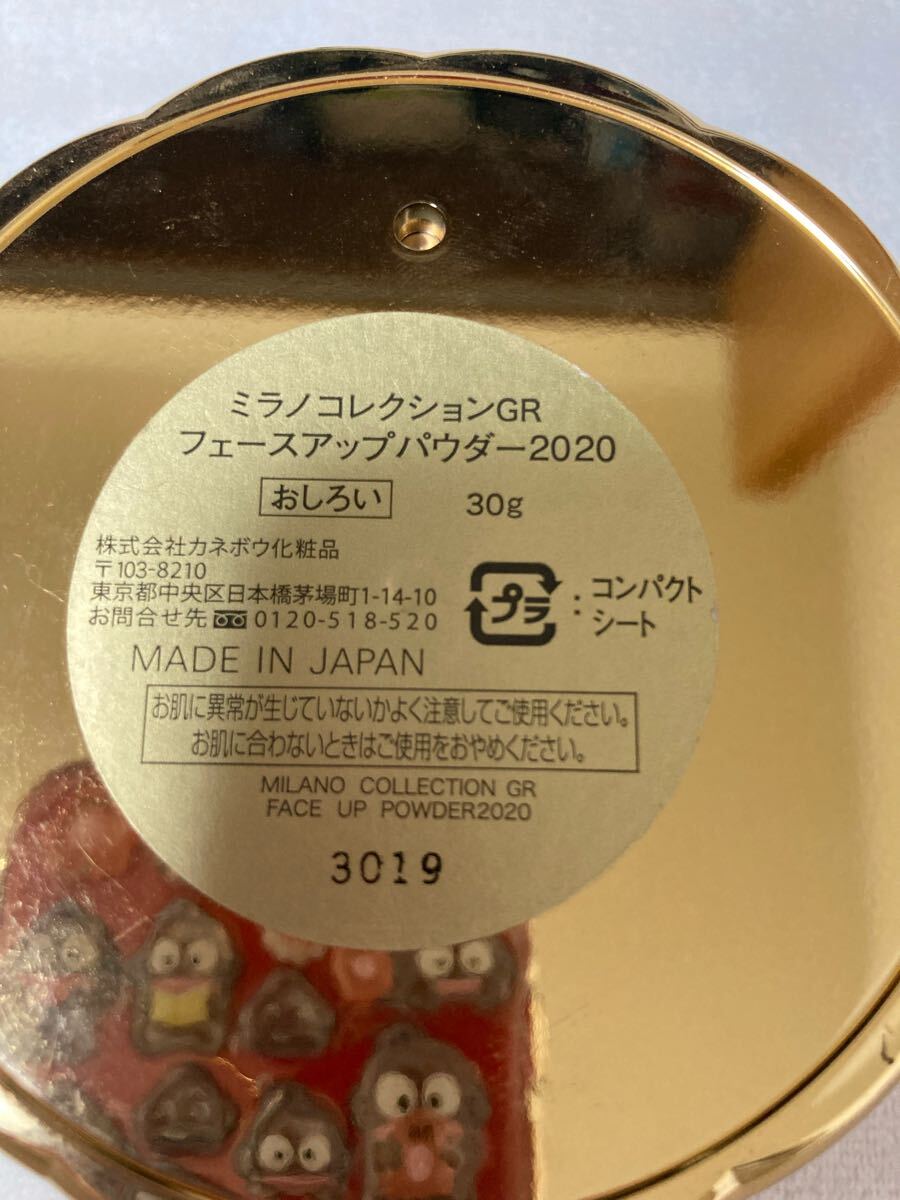 ミラノコレクションGR
フェースアップパウダー2020
おしろい 30g
株式会社カネボウ化粧品
〒103-8210
東京都中央区日本橋茅場町1-14-10
お問合せ先 0120-518-520
プラ : コンパクト
シート
MADE IN JAPAN
お肌に異常が生じていないかよく注意してご使用ください。
お肌に合わないときはご使用をおやめください。
MILANO COLLECTION GR
FACE UP POWDER2020
3019